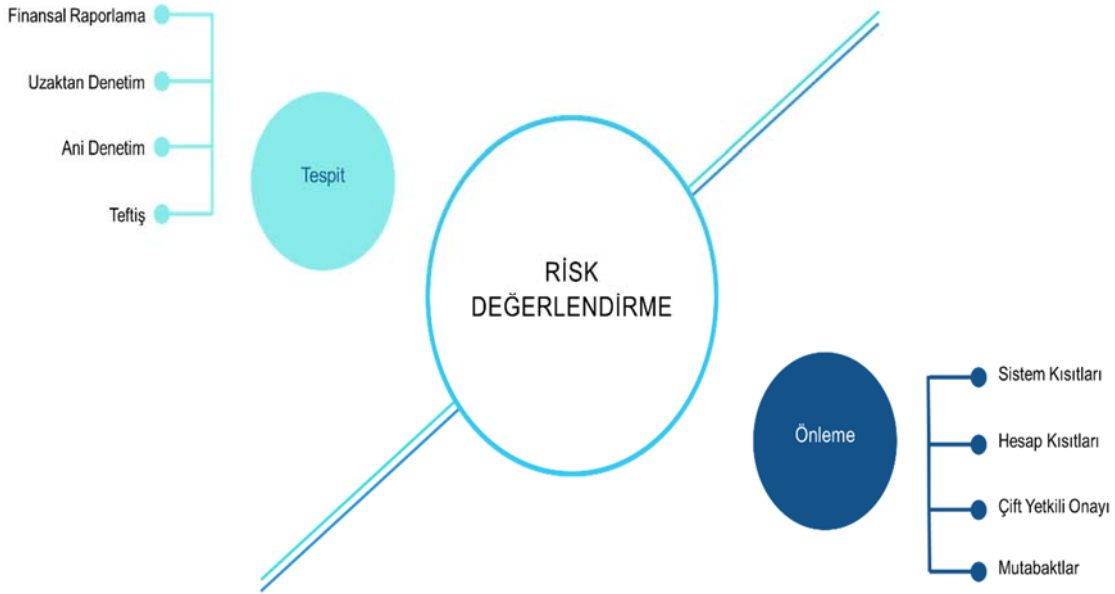 Finansal Raporlama
Uzaktan Denetim
Ani Denetim
Teftiş
Tespit
RİSK
DEĞERLENDİRME
Önleme
Sistem Kısıtları
Hesap Kısıtları
Çift Yetkili Onayı
Mutabaktlar